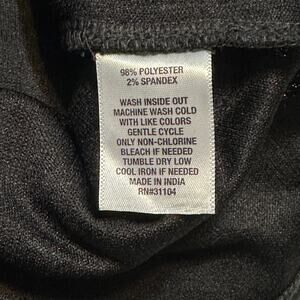 98% POLYESTER
2% SPANDEX
WASH INSIDE OUT
MACHINE WASH COLD
WITH LIKE COLORS
GENTLE CYCLE
ONLY NON-CHLORINE
BLEACH IF NEEDED
TUMBLE DRY LOW
COOL IRON IF NEEDED
MADE IN INDIA
RN#31104